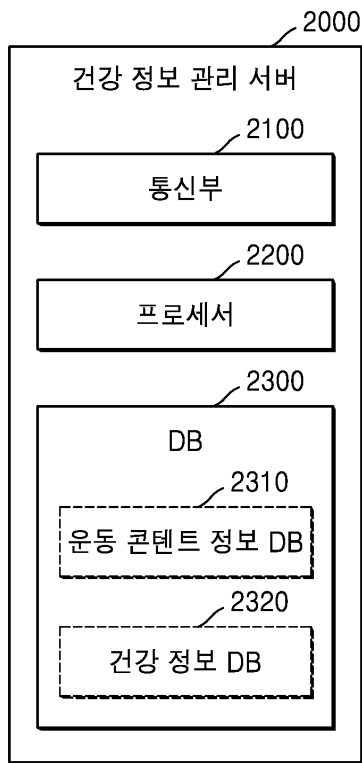 2000
건강 정보 관리 서버
2100
통신부
2200
프로세서
2300
DB
2310
운동 콘텐트 정보 DB
2320
건강 정보 DB